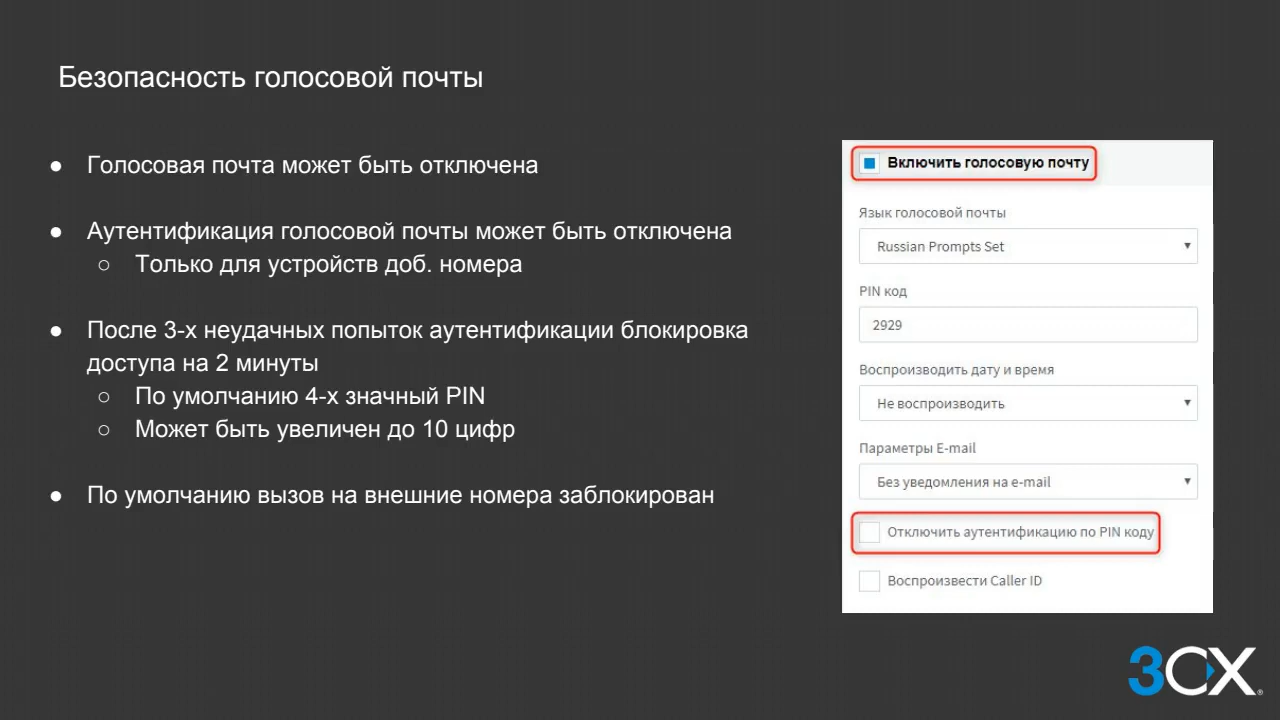 Безопасность голосовой почты
● Голосовая почта может быть отключена
● Аутентификация голосовой почты может быть отключена
○ Только для устройств доб. номера
● После 3-х неудачных попыток аутентификации блокировка
доступа на 2 минуты
○ По умолчанию 4-х значный PIN
○ Может быть увеличен до 10 цифр
● По умолчанию вызов на внешние номера заблокирован
Включить голосовую почту
Язык голосовой почты
Russian Prompts Set
PIN код
2929
Воспроизводить дату и время
Не воспроизводить
Параметры E-mail
Без уведомления на e-mail
Отключить аутентификацию по PIN коду
Воспроизвести Caller ID
3CX®